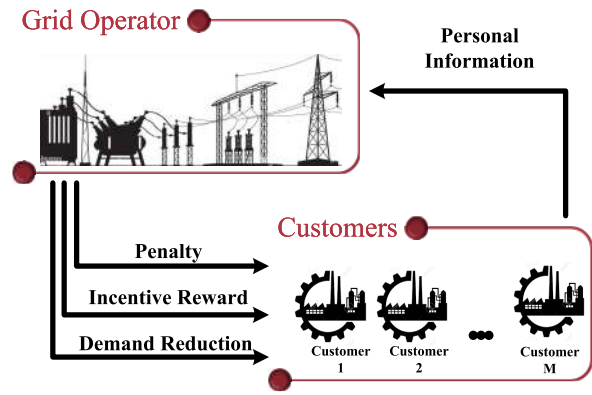 Grid Operator
Personal
Information
Customers
Penalty
Incentive Reward
Demand Reduction
Customer
1
Customer
2
Customer
M